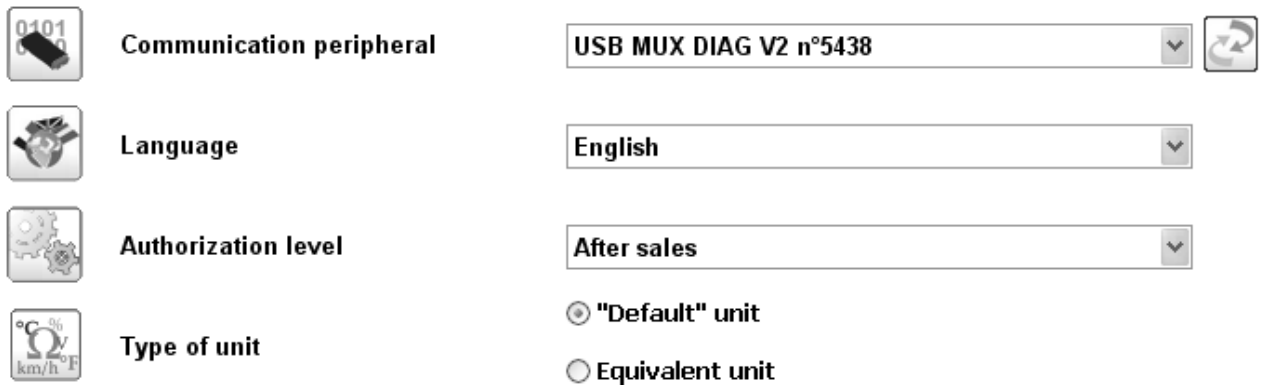 0101
Communication peripheral
USB MUX DIAG V2 n°5438
Language
English
Authorization level
After sales
°C % Ω V km/h °F
Type of unit
"Default" unit
Equivalent unit